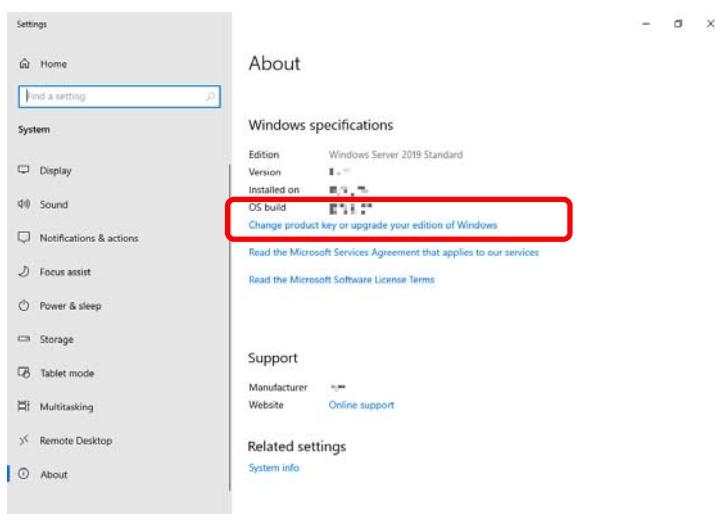 Settings
Home
Find a setting
System
Display
Sound
Notifications & actions
Focus assist
Power & sleep
Storage
Tablet mode
Multitasking
Remote Desktop
About
About
Windows specifications
Edition Windows Server 2019 Standard
Version
Installed on
OS build
Change product key or upgrade your edition of Windows
Read the Microsoft Services Agreement that applies to our services
Read the Microsoft Software License Terms
Support
Manufacturer
Website Online support
Related settings
System info